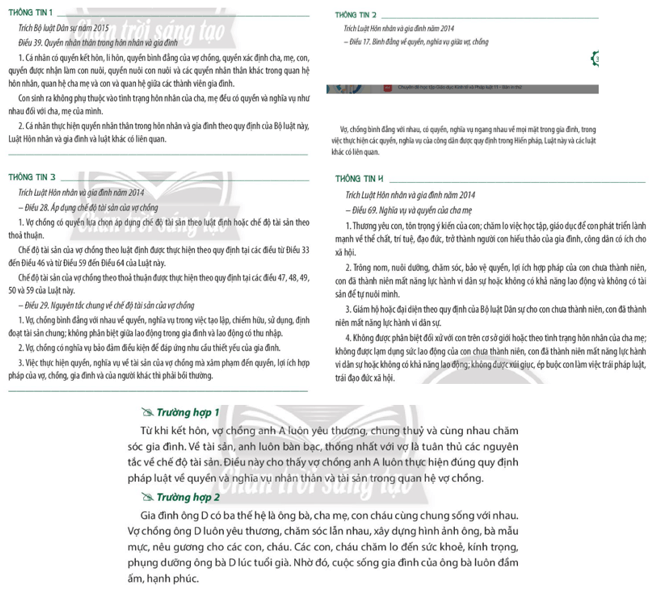 THÔNG TIN 1
Trích Bộ luật Dân sự năm 2015
Điều 39. Quyền nhân thân trong hôn nhân và gia đình
1. Cá nhân có quyền kết hôn, li hôn, quyền bình đẳng của vợ chồng, quyền xác định cha, mẹ, con,
quyền được nhận làm con nuôi, quyền nuôi con nuôi và các quyền nhân thân khác trong quan hệ
hôn nhân, quan hệ cha mẹ và con và quan hệ giữa các thành viên gia đình.
Con sinh ra không phụ thuộc vào tình trạng hôn nhân của cha, mẹ đều có quyền và nghĩa vụ như
nhau đối với cha, mẹ của mình.
2. Cá nhân thực hiện quyền nhân thân trong hôn nhân và gia đình theo quy định của Bộ luật này,
Luật Hôn nhân và gia đình và luật khác có liên quan.
THÔNG TIN 2
Trích Luật Hôn nhân và gia đình năm 2014
– Điều 17. Bình đẳng về quyền, nghĩa vụ giữa vợ, chồng
Chuyên đề học tập Giáo dục Kinh tế và Pháp luật 11 - Bản in thử
Vợ, chồng bình đẳng với nhau, có quyền, nghĩa vụ ngang nhau về mọi mặt trong gia đình, trong
việc thực hiện các quyền, nghĩa vụ của công dân được quy định trong Hiến pháp, Luật này và các luật
khác có liên quan.
THÔNG TIN 3
Trích Luật Hôn nhân và gia đình năm 2014
– Điều 28. Áp dụng chế độ tài sản của vợ chồng
1. Vợ chồng có quyền lựa chọn áp dụng chế độ tài sản theo luật định hoặc chế độ tài sản theo
thoả thuận.
Chế độ tài sản của vợ chồng theo luật định được thực hiện theo quy định tại các điều từ Điều 33
đến Điều 46 và từ Điều 59 đến Điều 64 của Luật này.
Chế độ tài sản của vợ chồng theo thoả thuận được thực hiện theo quy định tại các điều 47, 48, 49,
50 và 59 của Luật này.
– Điều 29. Nguyên tắc chung về chế độ tài sản của vợ chồng
1. Vợ, chồng bình đẳng với nhau về quyền, nghĩa vụ trong việc tạo lập, chiếm hữu, sử dụng, định
đoạt tài sản chung; không phân biệt giữa lao động trong gia đình và lao động có thu nhập.
2. Vợ, chồng có nghĩa vụ bảo đảm điều kiện để đáp ứng nhu cầu thiết yếu của gia đình.
3. Việc thực hiện quyền, nghĩa vụ về tài sản của vợ chồng mà xâm phạm đến quyền, lợi ích hợp
pháp của vợ, chồng, gia đình và của người khác thì phải bồi thường.
THÔNG TIN 4
Trích Luật Hôn nhân và gia đình năm 2014
– Điều 69. Nghĩa vụ và quyền của cha mẹ
1. Thương yêu con, tôn trọng ý kiến của con; chăm lo việc học tập, giáo dục để con phát triển lành
mạnh về thể chất, trí tuệ, đạo đức, trở thành người con hiếu thảo của gia đình, công dân có ích cho
xã hội.
2. Trông nom, nuôi dưỡng, chăm sóc, bảo vệ quyền, lợi ích hợp pháp của con chưa thành niên,
con đã thành niên mất năng lực hành vi dân sự hoặc không có khả năng lao động và không có tài
sản để tự nuôi mình.
3. Giám hộ hoặc đại diện theo quy định của Bộ luật Dân sự cho con chưa thành niên, con đã thành
niên mất năng lực hành vi dân sự.
4. Không được phân biệt đối xử với con trên cơ sở giới hoặc theo tình trạng hôn nhân của cha mẹ;
không được lạm dụng sức lao động của con chưa thành niên, con đã thành niên mất năng lực hành
vi dân sự hoặc không có khả năng lao động; không được xúi giục, ép buộc con làm việc trái pháp luật,
trái đạo đức xã hội.
Trường hợp 1
Từ khi kết hôn, vợ chồng anh A luôn yêu thương, chung thuỷ và cùng nhau chăm
sóc gia đình. Về tài sản, anh luôn bàn bạc, thống nhất với vợ là tuân thủ các nguyên
tắc về chế độ tài sản. Điều này cho thấy vợ chồng anh A luôn thực hiện đúng quy định
pháp luật về quyền và nghĩa vụ nhân thân và tài sản trong quan hệ vợ chồng.
Trường hợp 2
Gia đình ông D có ba thế hệ là ông bà, cha mẹ, con cháu cùng chung sống với nhau.
Vợ chồng ông D luôn yêu thương, chăm sóc lẫn nhau, xây dựng hình ảnh ông, bà mẫu
mực, nêu gương cho các con, cháu. Các con, cháu chăm lo đến sức khoẻ, kính trọng,
phụng dưỡng ông bà D lúc tuổi già. Nhờ đó, cuộc sống gia đình của ông bà luôn đầm
ấm, hạnh phúc.
Chân trời sáng tạo
Chân trời sáng tạo
Chân trời sáng tạo